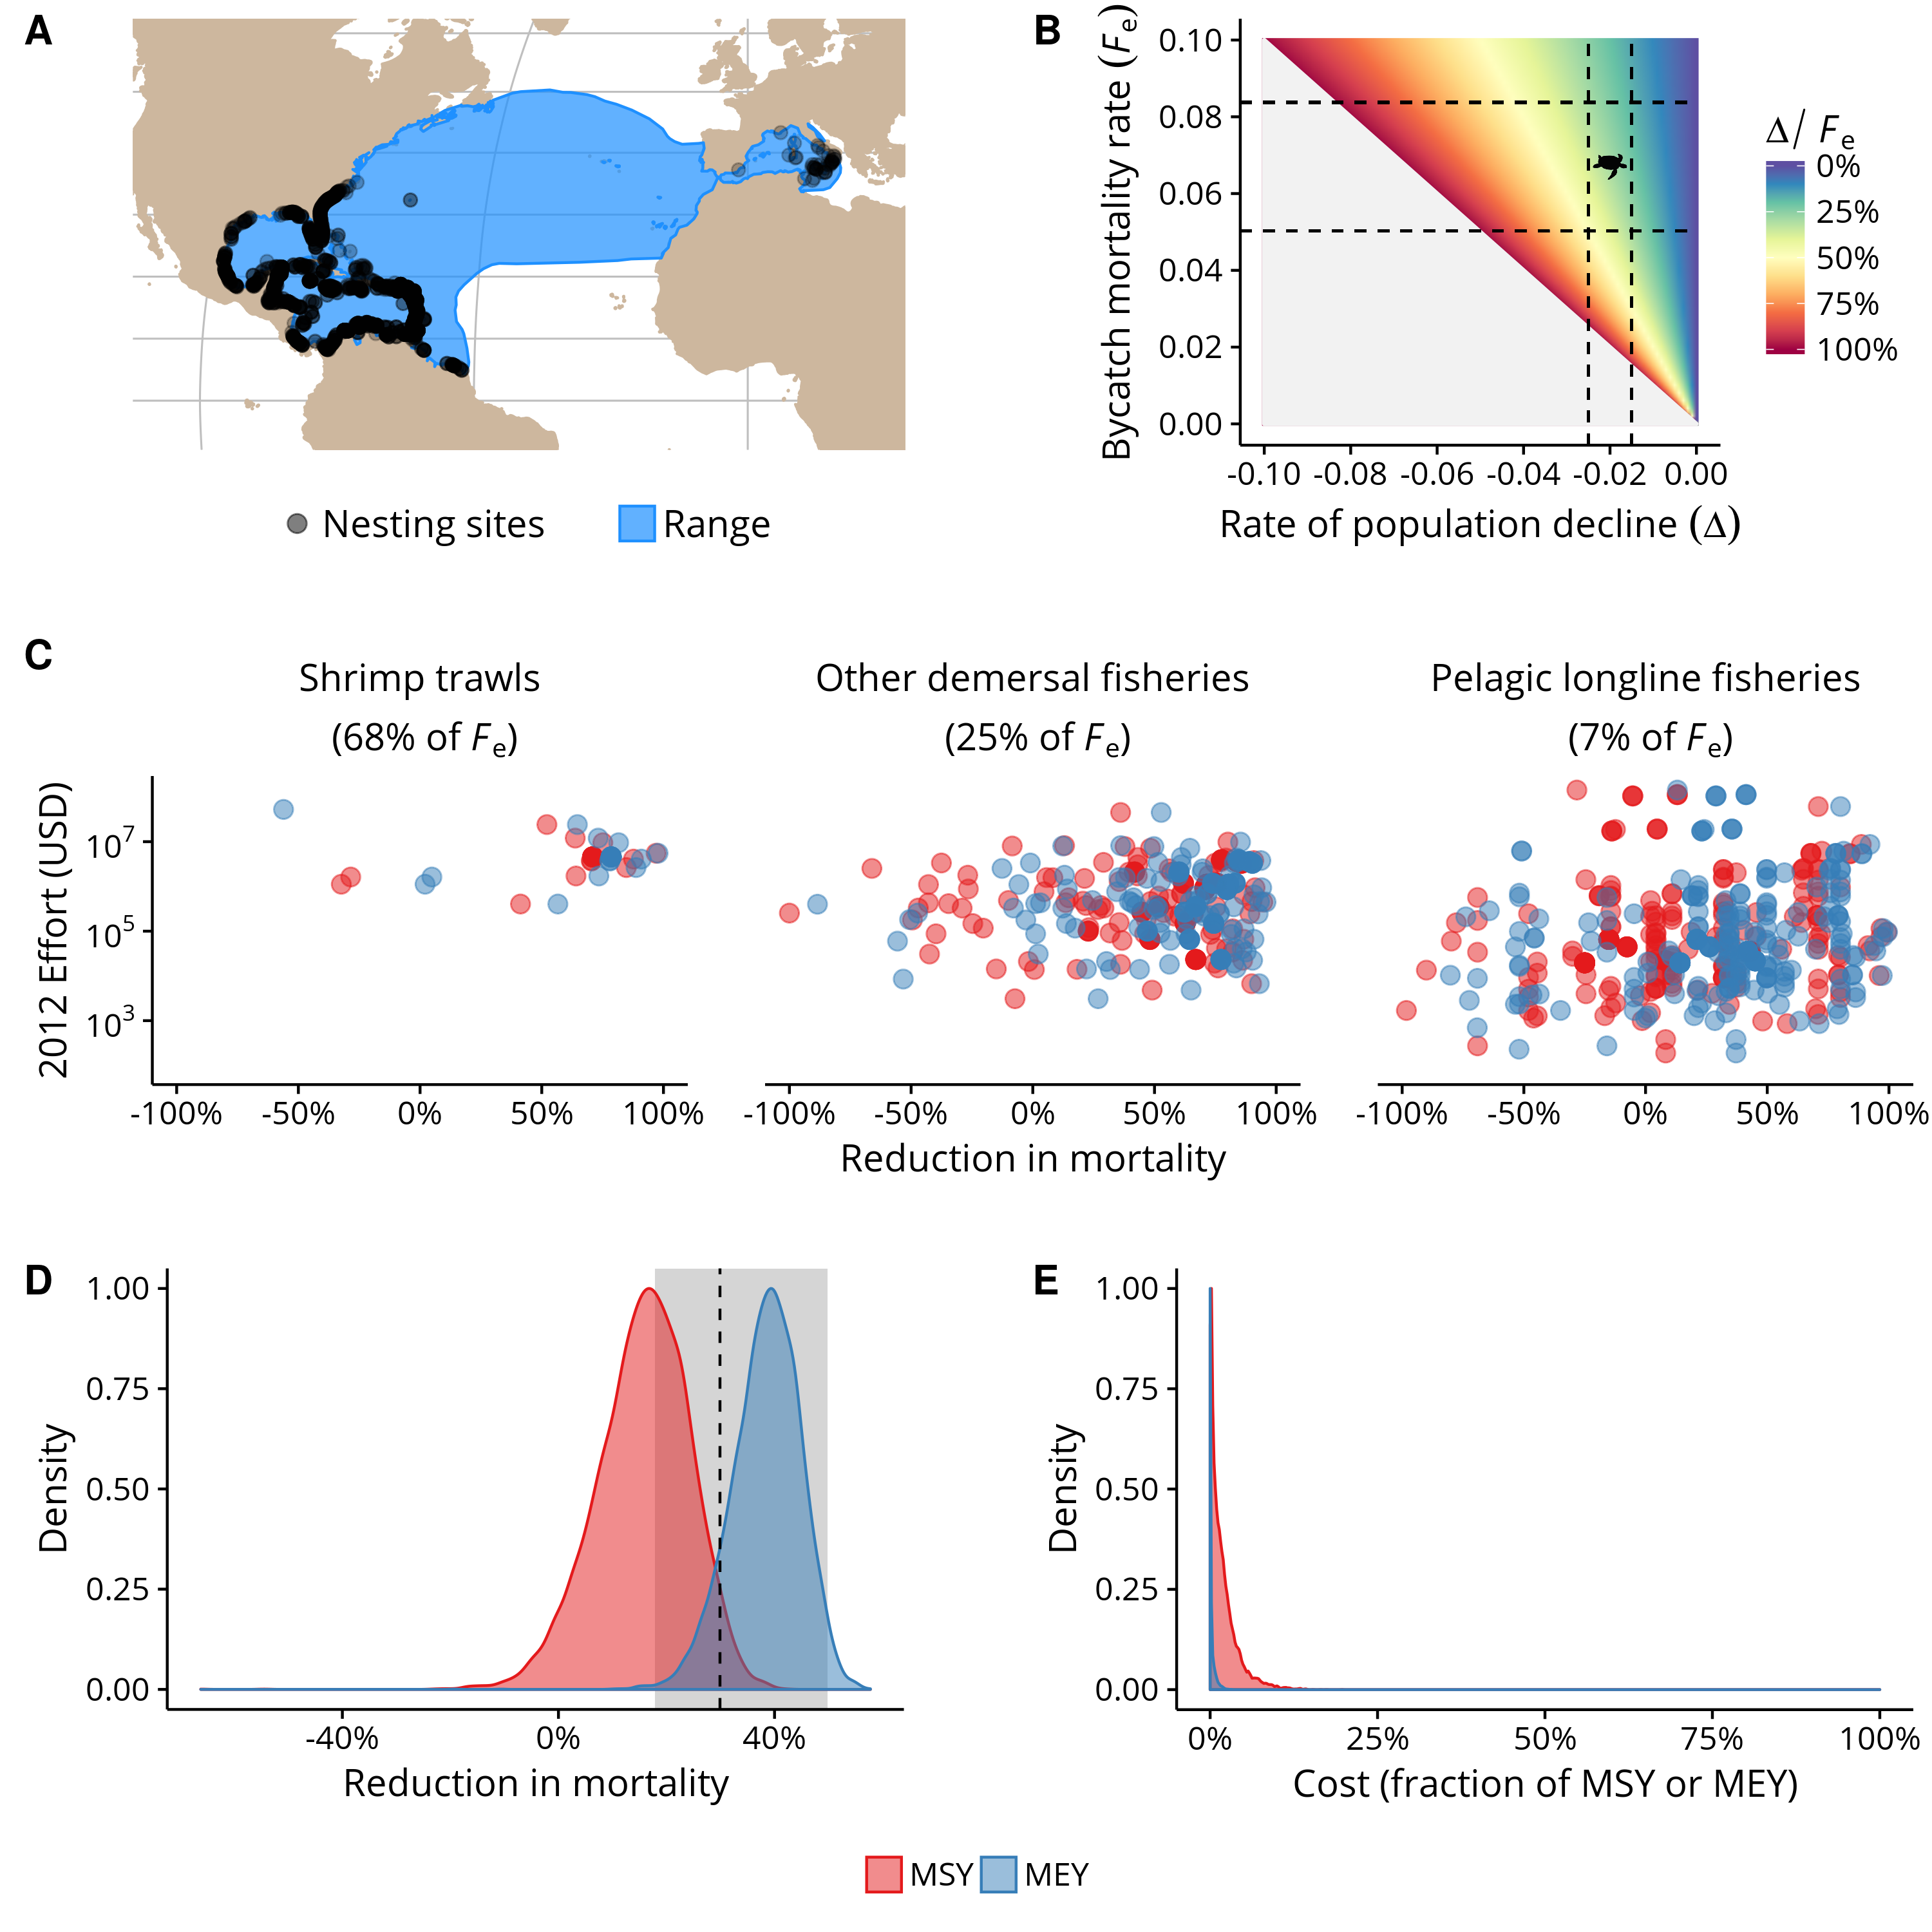 A
Nesting sites
Range
B
Bycatch mortality rate (Fe)
0.10
0.08
0.06
0.04
0.02
0.00
-0.10 -0.08 -0.06 -0.04 -0.02 0.00
Rate of population decline (Δ)
Δ/ Fe
0%
25%
50%
75%
100%
C
Shrimp trawls
(68% of Fe)
Other demersal fisheries
(25% of Fe)
Pelagic longline fisheries
(7% of Fe)
2012 Effort (USD)
10⁷
10⁵
10³
-100% -50% 0% 50% 100%
-100% -50% 0% 50% 100%
-100% -50% 0% 50% 100%
Reduction in mortality
D
Density
1.00
0.75
0.50
0.25
0.00
-40% 0% 40%
Reduction in mortality
E
Density
1.00
0.75
0.50
0.25
0.00
0% 25% 50% 75% 100%
Cost (fraction of MSY or MEY)
MSY MEY